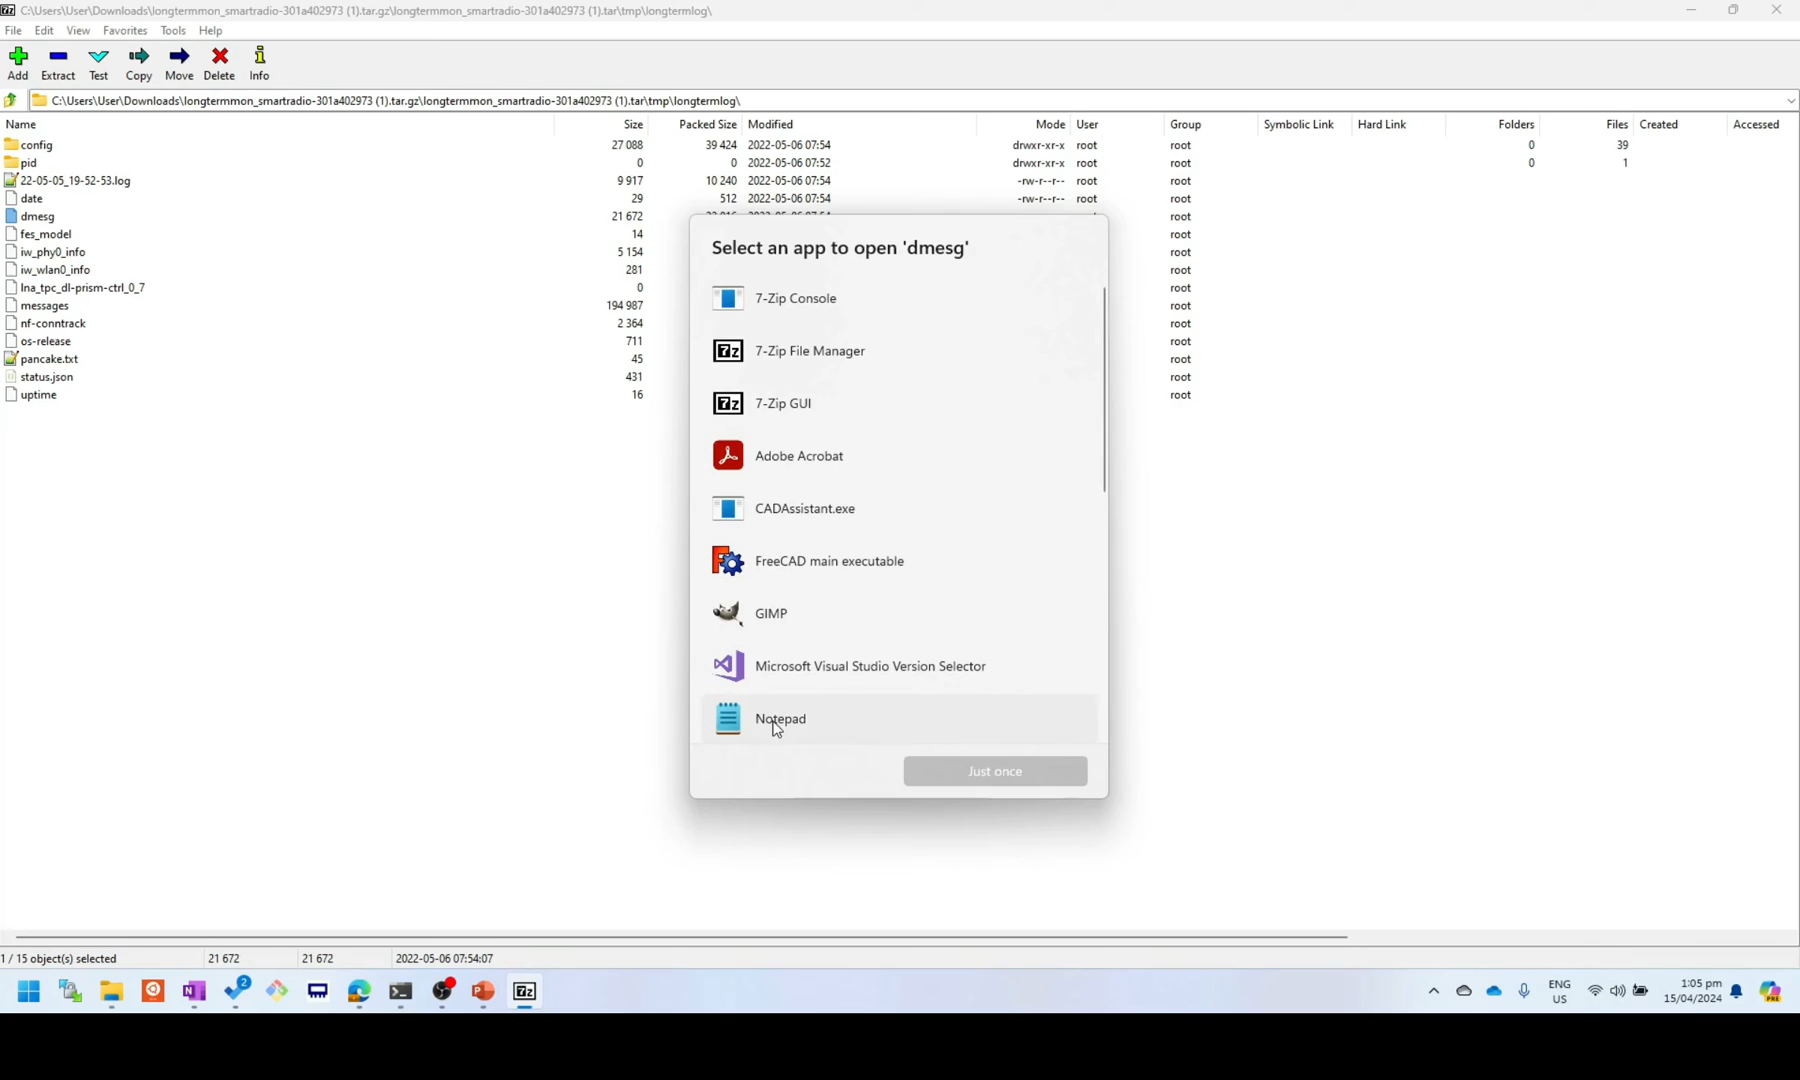 C:\Users\User\Downloads\longtermmon_smartradio-301a402973 (1).tar.gz\longtermmon_smartradio-301a402973 (1).tar\tmp\longtermlog\
File Edit View Favorites Tools Help
Add Extract Test Copy Move Delete Info
C:\Users\User\Downloads\longtermmon_smartradio-301a402973 (1).tar.gz\longtermmon_smartradio-301a402973 (1).tar\tmp\longtermlog\
Name Size Packed Size Modified Mode User Group Symbolic Link Hard Link Folders Files Created Accessed
config 27 088 39 424 2022-05-06 07:54 drwxr-xr-x root root 0 39
pid 0 0 2022-05-06 07:52 drwxr-xr-x root root 0 1
22-05-05_19-52-53.log 9 917 10 240 2022-05-06 07:54 -rw-r--r-- root root
date 29 512 2022-05-06 07:54 -rw-r--r-- root root
dmesg 21 672 root
fes_model 14 root
iw_phy0_info 5 154 root
iw_wlan0_info 281 root
lna_tpc_dl-prism-ctrl_0_7 0 root
messages 194 987 root
nf-conntrack 2 364 root
os-release 711 root
pancake.txt 45 root
status.json 431 root
uptime 16 root
Select an app to open 'dmesg'
7-Zip Console
7-Zip File Manager
7-Zip GUI
Adobe Acrobat
CADAssistant.exe
FreeCAD main executable
GIMP
Microsoft Visual Studio Version Selector
Notepad
Just once
1 / 15 object(s) selected 21 672 21 672 2022-05-06 07:54:07
ENG
US
1:05 pm
15/04/2024